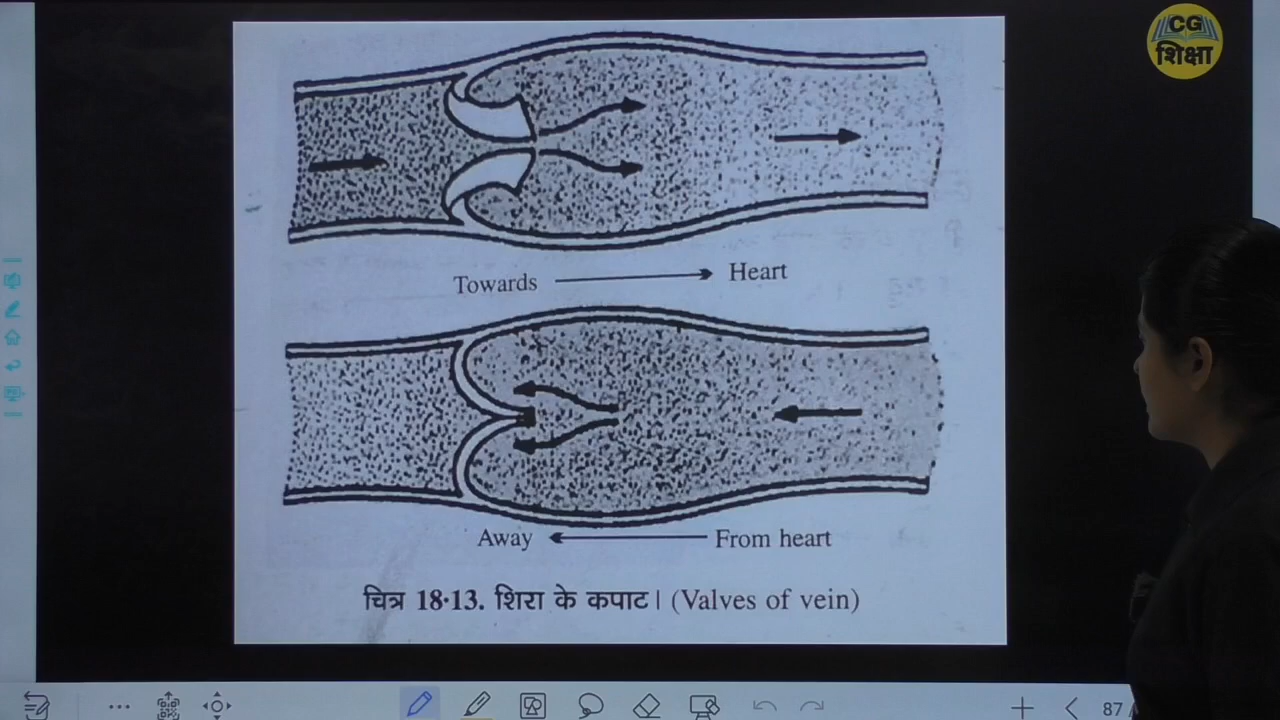 CG
शिक्षा
Towards Heart
Away From heart
चित्र 18·13. शिरा के कपाट। (Valves of vein)
87